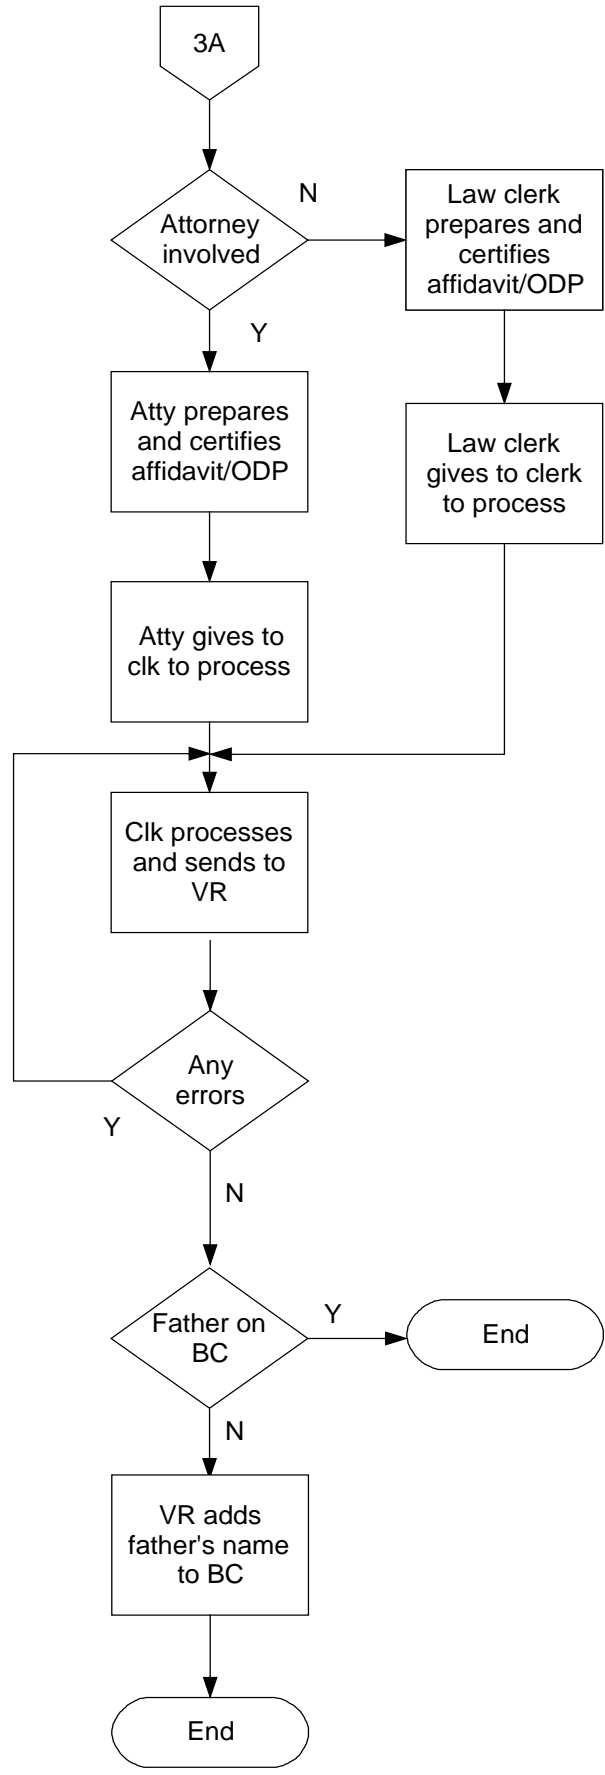 3A
Attorney
involved
N
Law clerk
prepares and
certifies
affidavit/ODP
Y
Atty prepares
and certifies
affidavit/ODP
Law clerk
gives to clerk
to process
Atty gives to
clk to process
Clk processes
and sends to
VR
Any
errors
Y
N
Father on
BC
Y
End
N
VR adds
father's name
to BC
End